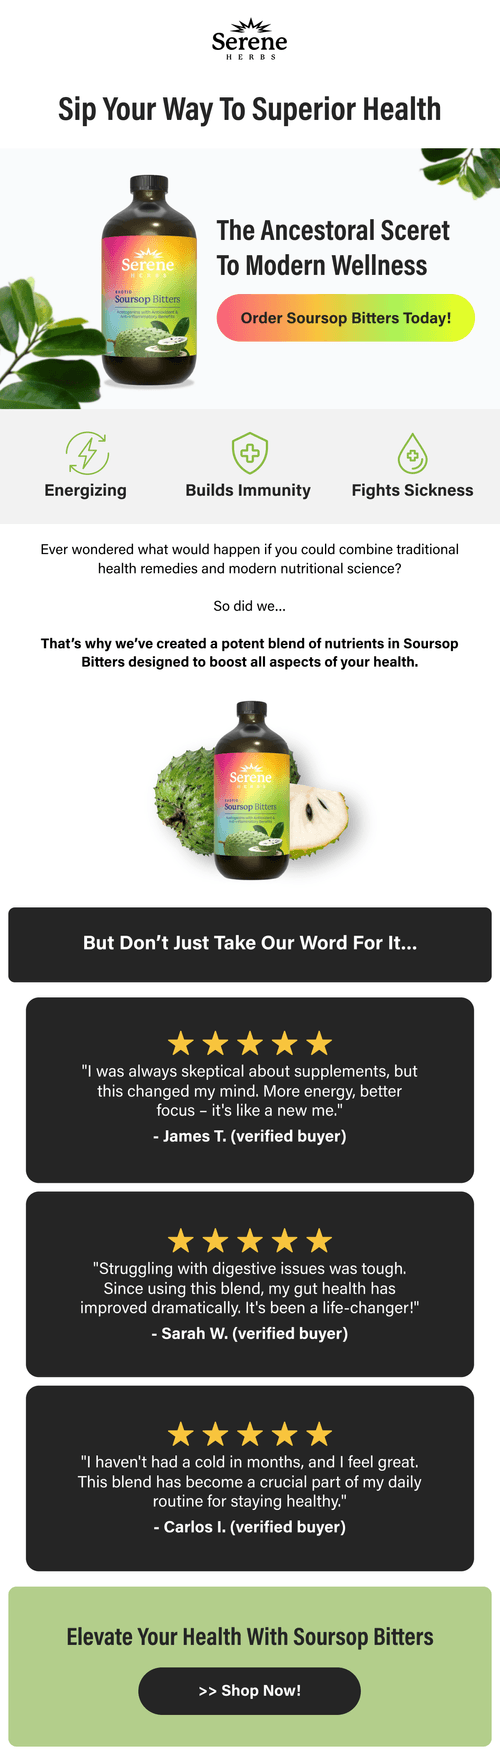 Serene
HERBS
Sip Your Way To Superior Health
The Ancestoral Sceret
To Modern Wellness
Order Soursop Bitters Today!
Serene
HERBS
EXOTIC
Soursop Bitters
Energizing
Builds Immunity
Fights Sickness
Ever wondered what would happen if you could combine traditional
health remedies and modern nutritional science?
So did we...
That's why we've created a potent blend of nutrients in Soursop
Bitters designed to boost all aspects of your health.
Serene
Soursop Bitters
But Don't Just Take Our Word For It...
"I was always skeptical about supplements, but
this changed my mind. More energy, better
focus – it's like a new me."
- James T. (verified buyer)
"Struggling with digestive issues was tough.
Since using this blend, my gut health has
improved dramatically. It's been a life-changer!"
- Sarah W. (verified buyer)
"I haven't had a cold in months, and I feel great.
This blend has become a crucial part of my daily
routine for staying healthy."
- Carlos I. (verified buyer)
Elevate Your Health With Soursop Bitters
>> Shop Now!